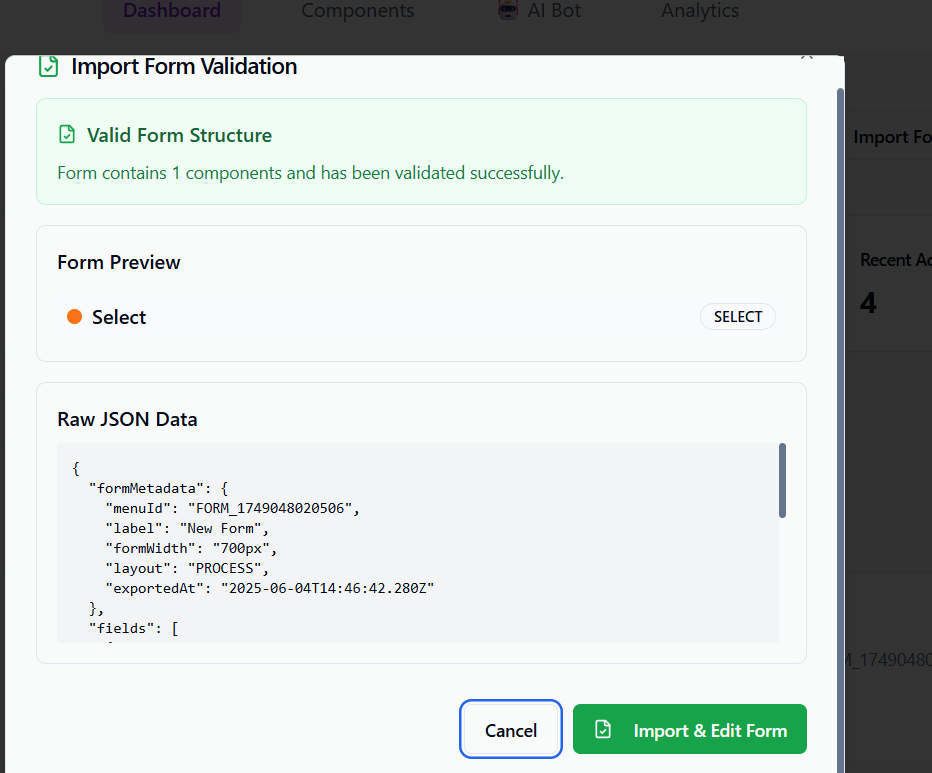 Dashboard
Components
AI Bot
Analytics
Import Form Validation
Valid Form Structure
Form contains 1 components and has been validated successfully.
Form Preview
Select
SELECT
Raw JSON Data
{
"formMetadata": {
"menuId": "FORM_1749048020506",
"label": "New Form",
"formWidth": "700px",
"layout": "PROCESS",
"exportedAt": "2025-06-04T14:46:42.280Z"
},
"fields": [
Cancel
Import & Edit Form
Import Fo
Recent Ac
4
M_17490480